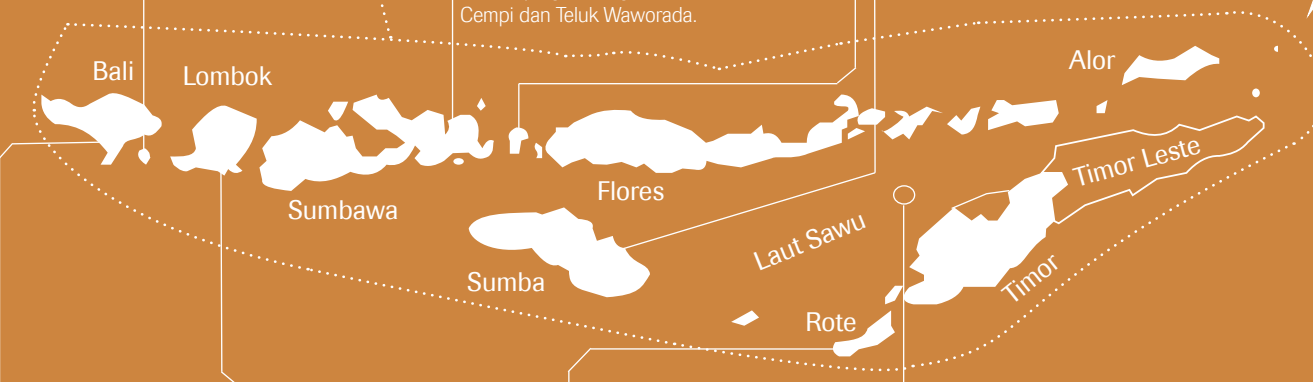 Cempi dan Teluk Waworada.
Bali
Lombok
Alor
Timor Leste
Flores
Sumbawa
Laut Sawu
Sumba
Timor
Rote